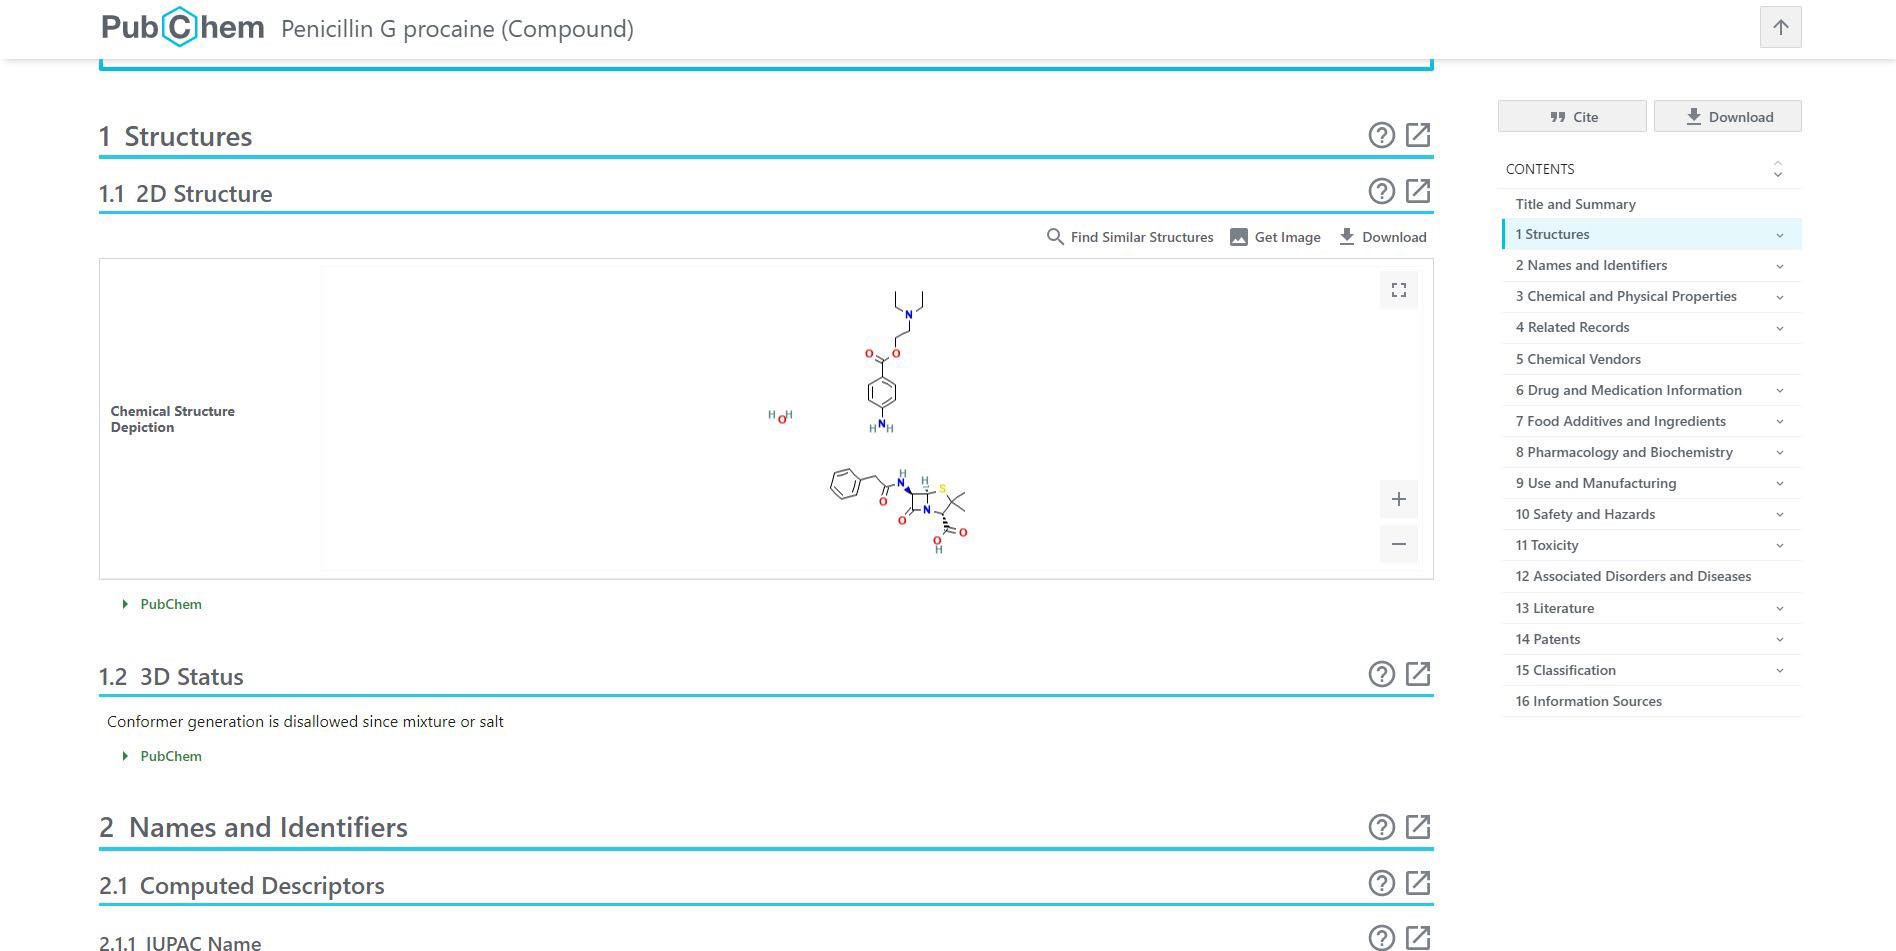 PubChem Penicillin G procaine (Compound)
1 Structures
1.1 2D Structure
Find Similar Structures Get Image Download
Chemical Structure
Depiction
N
O O
H O H
H N H
H
N H S
O N
O O
O
H
PubChem
1.2 3D Status
Conformer generation is disallowed since mixture or salt
PubChem
2 Names and Identifiers
2.1 Computed Descriptors
2.1.1 IUPAC Name
Cite Download
CONTENTS
Title and Summary
1 Structures
2 Names and Identifiers
3 Chemical and Physical Properties
4 Related Records
5 Chemical Vendors
6 Drug and Medication Information
7 Food Additives and Ingredients
8 Pharmacology and Biochemistry
9 Use and Manufacturing
10 Safety and Hazards
11 Toxicity
12 Associated Disorders and Diseases
13 Literature
14 Patents
15 Classification
16 Information Sources